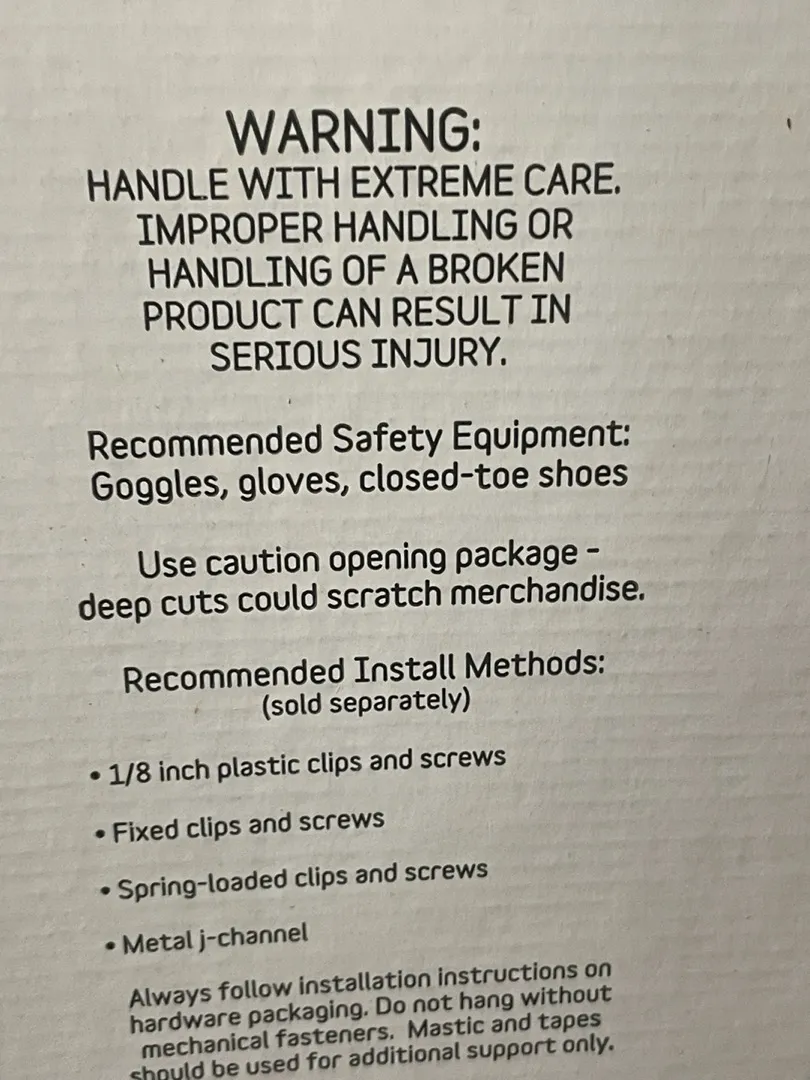 WARNING:
HANDLE WITH EXTREME CARE.
IMPROPER HANDLING OR
HANDLING OF A BROKEN
PRODUCT CAN RESULT IN
SERIOUS INJURY.
Recommended Safety Equipment:
Goggles, gloves, closed-toe shoes
Use caution opening package -
deep cuts could scratch merchandise.
Recommended Install Methods:
(sold separately)
• 1/8 inch plastic clips and screws
• Fixed clips and screws
• Spring-loaded clips and screws
• Metal j-channel
Always follow installation instructions on
hardware packaging. Do not hang without
mechanical fasteners. Mastic and tapes
should be used for additional support only.